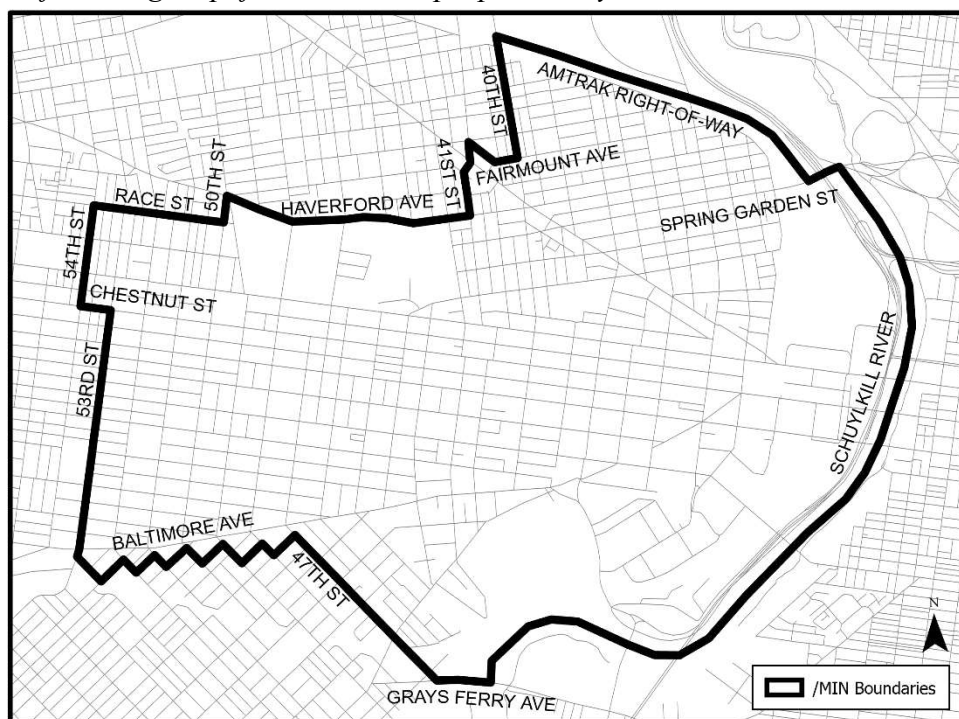 40TH ST
AMTRAK RIGHT-OF-WAY
41ST ST
FAIRMOUNT AVE
50TH ST
RACE ST
HAVERFORD AVE
SPRING GARDEN ST
54TH ST
CHESTNUT ST
53RD ST
SCHUYLKILL RIVER
BALTIMORE AVE
47TH ST
N
GRAYS FERRY AVE
/MIN Boundaries